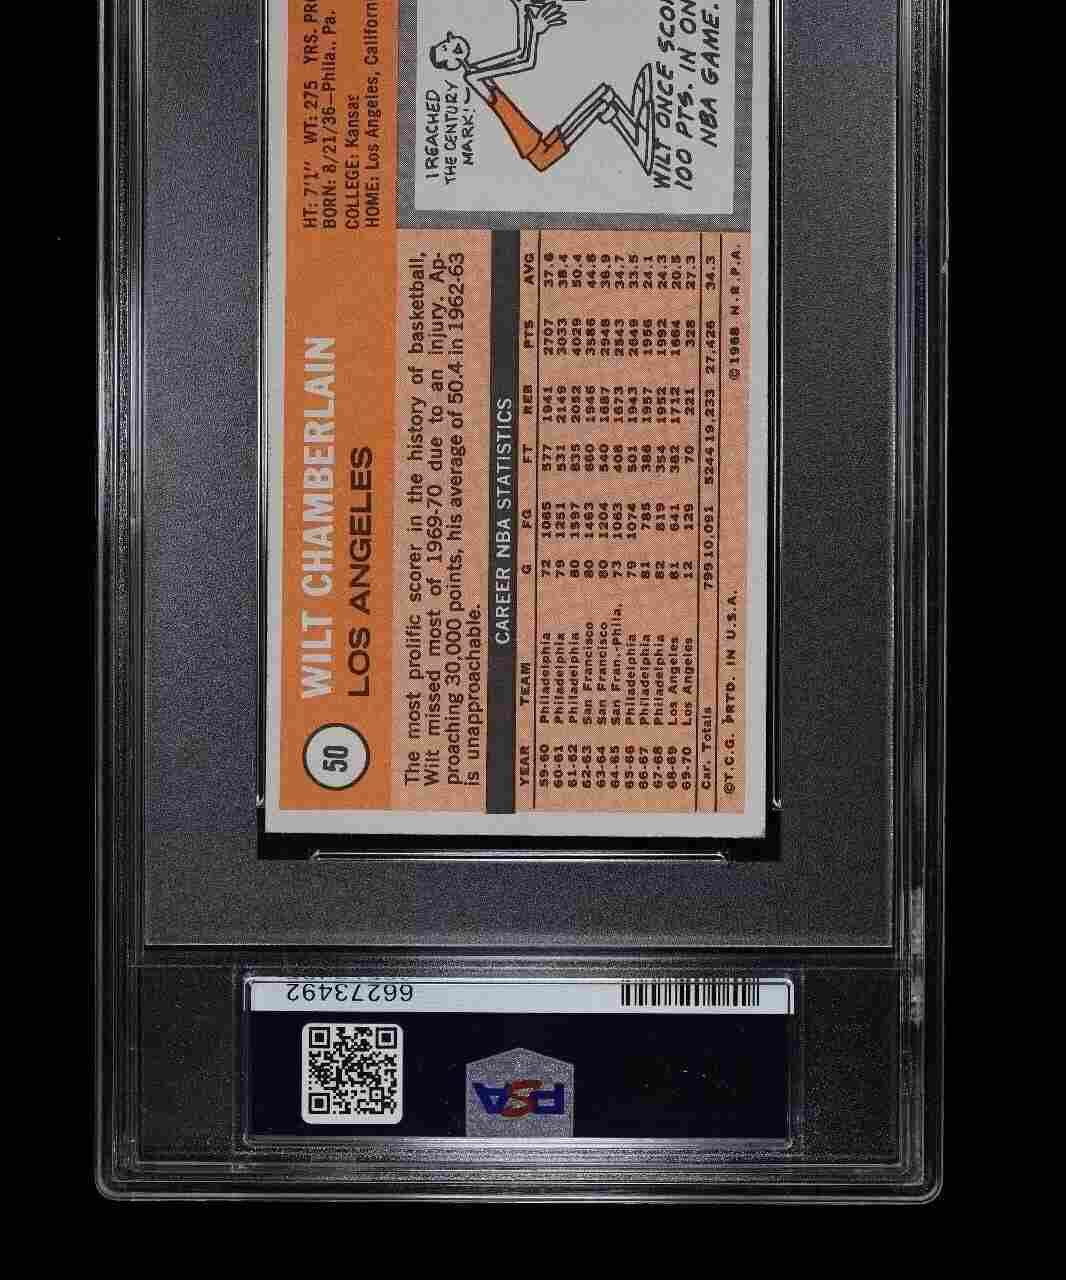 50
WILT CHAMBERLAIN
LOS ANGELES
HT: 7'1" WT: 275 YRS. PR
BORN: 8/21/36—Phila., Pa.
COLLEGE: Kansas
HOME: Los Angeles, Californ
The most prolific scorer in the history of basketball,
Wilt missed most of 1969-70 due to an injury. Ap-
proaching 30,000 points, his average of 50.4 in 1962-63
is unapproachable.
I REACHED
THE CENTURY
MARK!
WILT ONCE SCO
100 PTS. IN ON
NBA GAME.
CAREER NBA STATISTICS
YEAR TEAM G FG FT REB PTS AVG
59-60 Philadelphia 72 1065 577 1941 2707 37.6
60-61 Philadelphia 79 1251 531 2149 3033 38.4
61-62 Philadelphia 80 1597 835 2052 4029 50.4
62-63 San Francisco 80 1463 660 1946 3586 44.8
63-64 San Francisco 80 1204 540 1687 2948 36.9
64-65 San Fran.-Phila. 73 1063 408 1673 2543 34.7
65-66 Philadelphia 79 1074 501 1943 2649 33.5
66-67 Philadelphia 81 785 386 1957 1956 24.1
67-68 Philadelphia 82 819 354 1952 1992 24.3
68-69 Los Angeles 81 641 382 1712 1664 20.5
69-70 Los Angeles 12 129 70 221 328 27.3
Car. Totals 799 10,091 5244 19,233 27,426 34.3
©T.C.G. PRTD. IN U.S.A. ©1968 N.B.P.A.
66273492
PSA